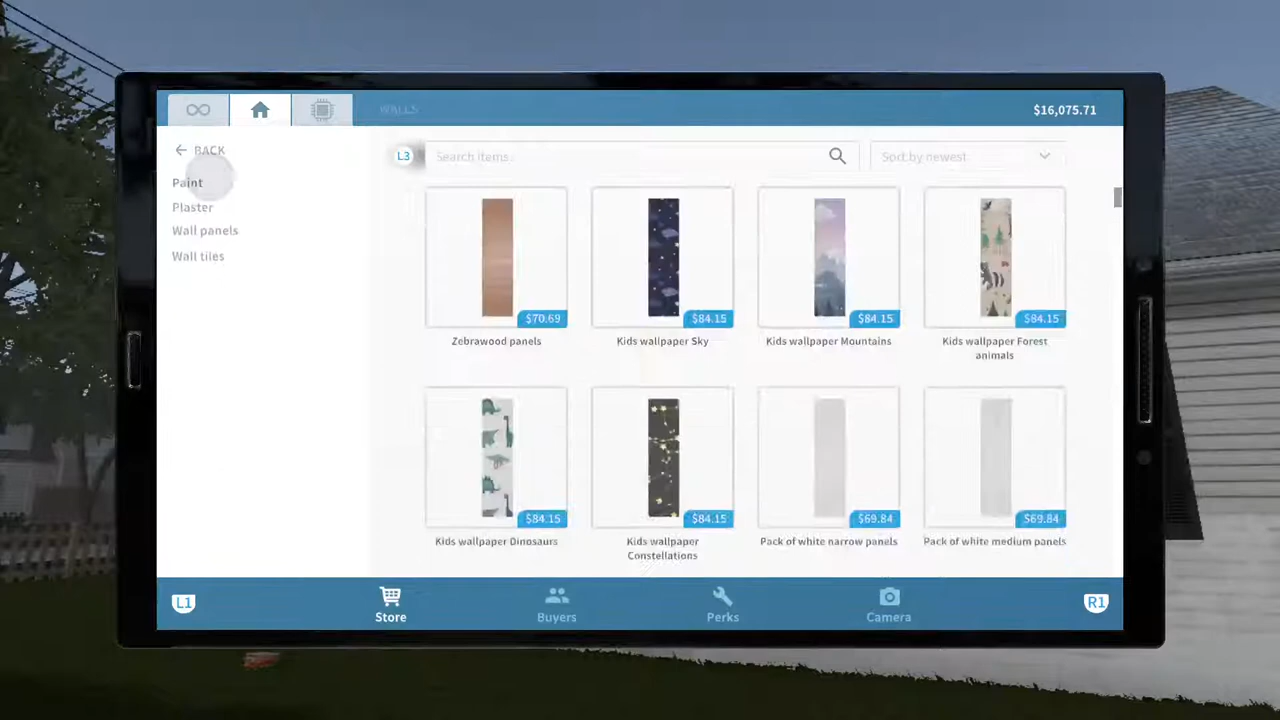 WALLS
$16,075.71
BACK
Paint
Plaster
Wall panels
Wall tiles
L3
Search items...
Sort by newest
$70.69
$84.15
$84.15
$84.15
Zebrawood panels
Kids wallpaper Sky
Kids wallpaper Mountains
Kids wallpaper Forest
animals
$84.15
$84.15
$69.84
$69.84
Kids wallpaper Dinosaurs
Kids wallpaper
Constellations
Pack of white narrow panels
Pack of white medium panels
L1
Store
Buyers
Perks
Camera
R1